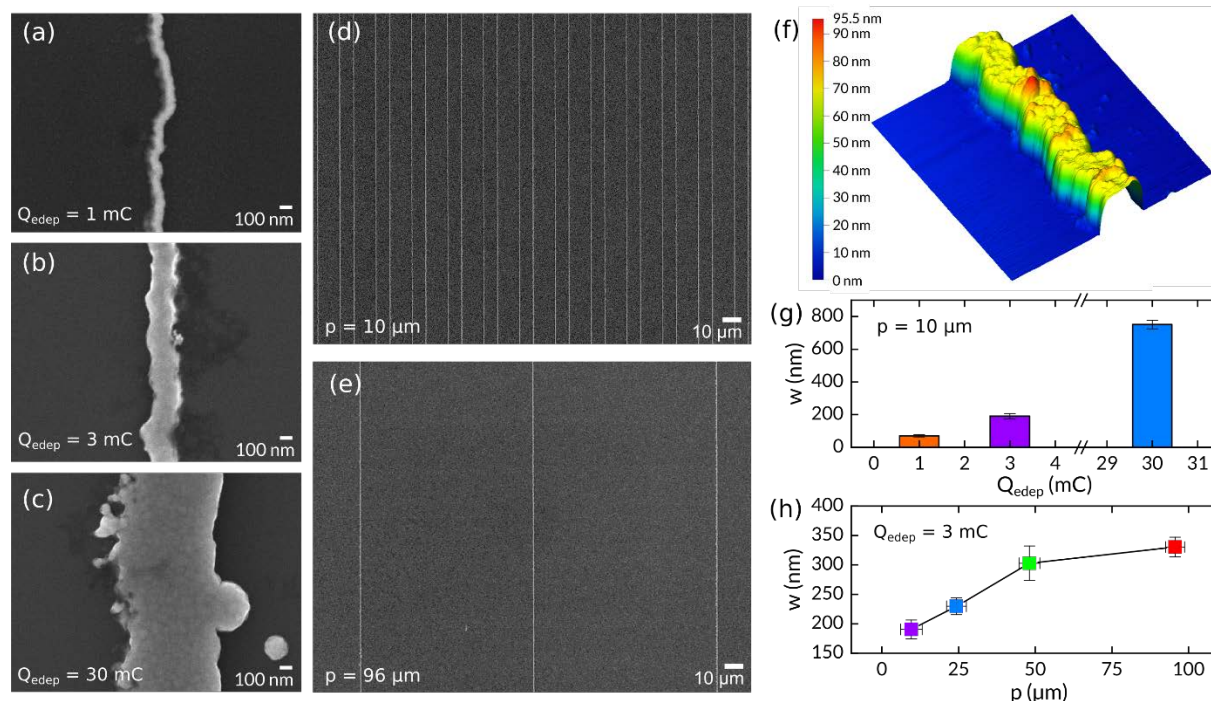 (a)
Qedep = 1 mC
100 nm
(b)
Qedep = 3 mC
100 nm
(c)
Qedep = 30 mC
100 nm
(d)
p = 10 µm
10 µm
(e)
p = 96 µm
10 µm
(f)
95.5 nm
90 nm
80 nm
70 nm
60 nm
50 nm
40 nm
30 nm
20 nm
10 nm
0 nm
(g)
p = 10 µm
w (nm)
800
600
400
200
0
0 1 2 3 4 29 30 31
Qedep (mC)
(h)
Qedep = 3 mC
w (nm)
400
350
300
250
200
150
0 25 50 75 100
p (µm)